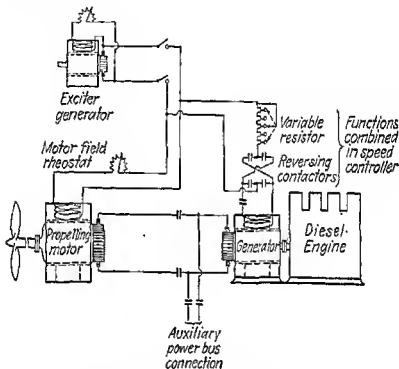 Exciter
generator
Motor field
rheostat
Variable
resistor
Reversing
contactors
Functions
combined
in speed
controller
Propelling
motor
Generator
Diesel-
Engine
Auxiliary
power bus
connection